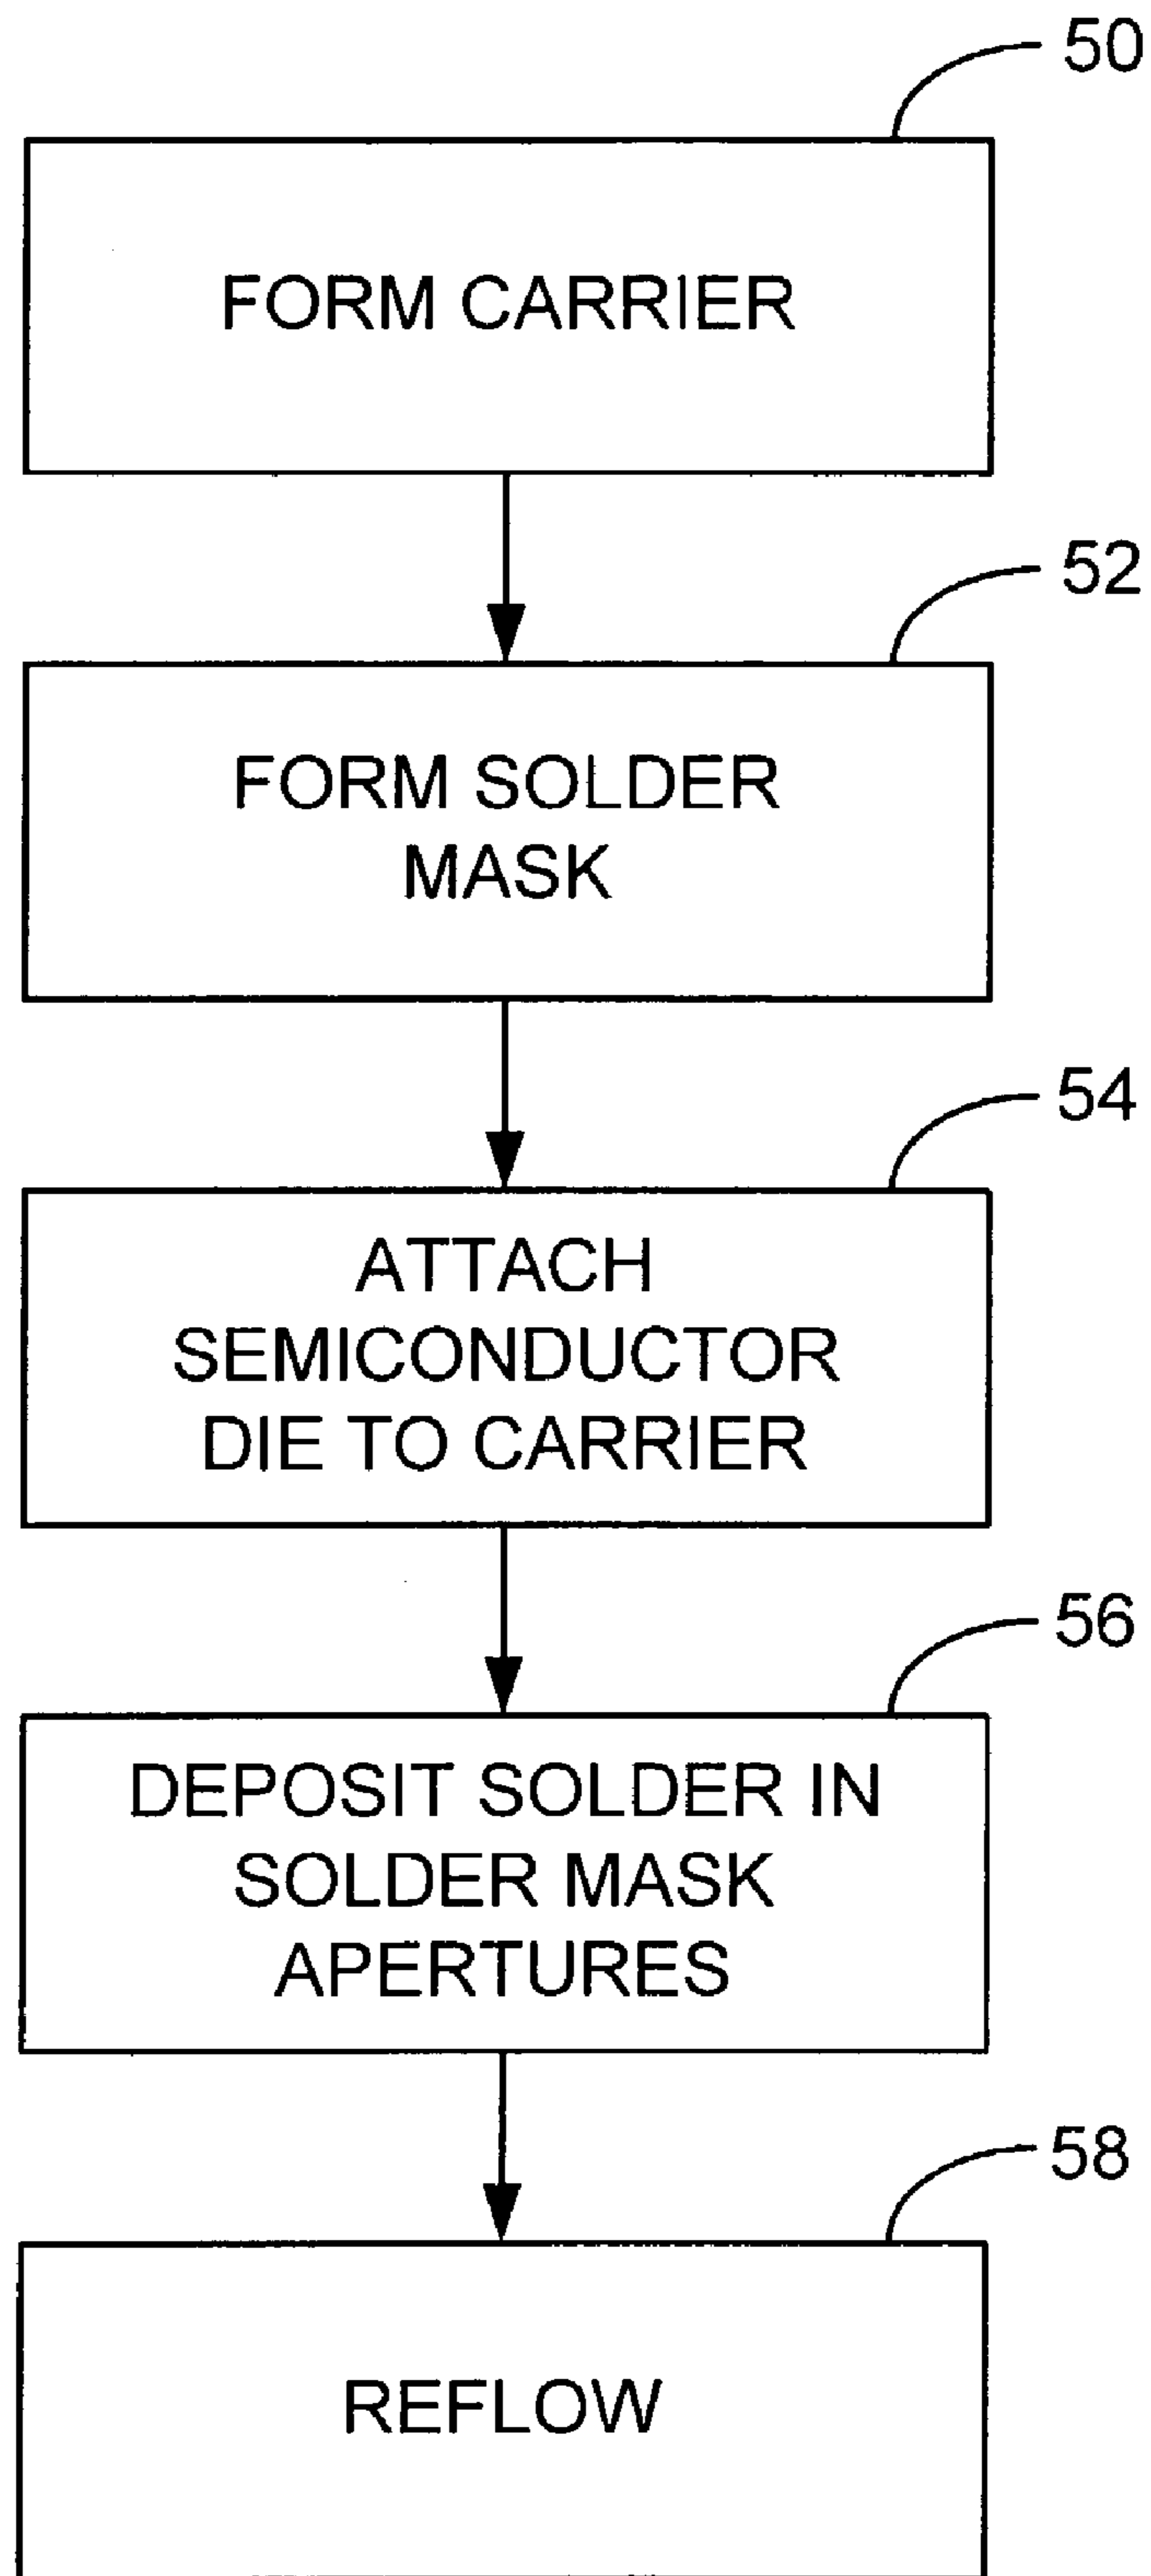 50
FORM CARRIER
52
FORM SOLDER
MASK
54
ATTACH
SEMICONDUCTOR
DIE TO CARRIER
56
DEPOSIT SOLDER IN
SOLDER MASK
APERTURES
58
REFLOW